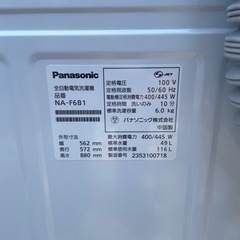 Panasonic
全自動電気洗濯機
品番 NA-F6B1
外形寸法
幅 562 mm
奥行 572 mm
高さ 880 mm
JET
定格電圧 100 V
定格周波数 50/60 Hz
電動機定格消費電力 400/445 W
定格時間 洗いのみ 10 分
標準使用 6.0 kg
パナソニック株式会社
中国製
最大消費電力 400/445 W
標準水量 49 L
標準使用水量 116 L
製造番号 2353100718